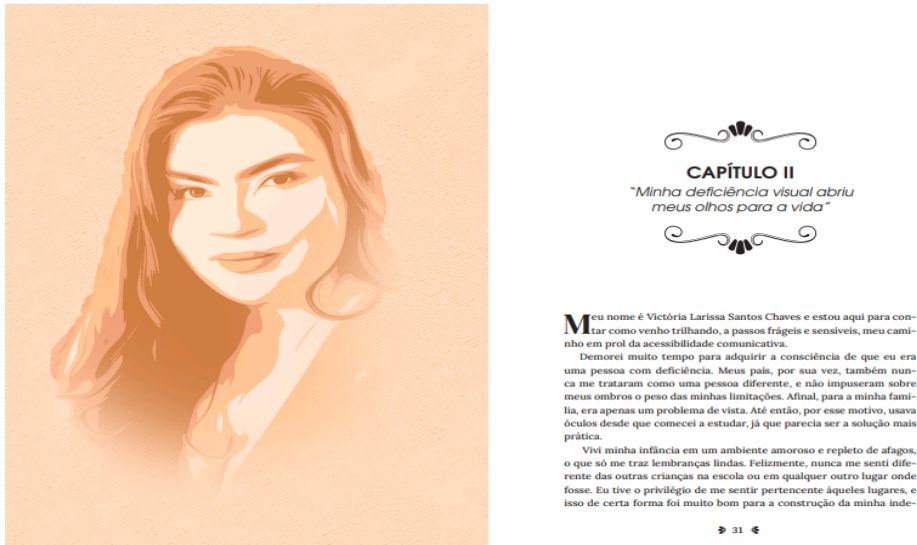 CAPÍTULO II
"Minha deficiência visual abriu
meus olhos para a vida"
Meu nome é Victória Larissa Santos Chaves e estou aqui para con-
tar como venho trilhando, a passos frágeis e sensíveis, meu cami-
nho em prol da acessibilidade comunicativa.
Demorei muito tempo para adquirir a consciência de que eu era
uma pessoa com deficiência. Meus pais, por sua vez, também nun-
ca me trataram como uma pessoa diferente, e não impuseram sobre
meus ombros o peso das minhas limitações. Afinal, para a minha famí-
lia, era apenas um problema de vista. Até então, por esse motivo, usava
óculos desde que comecei a estudar, já que parecia ser a solução mais
prática.
Vivi minha infância em um ambiente amoroso e repleto de afagos,
o que só me traz lembranças lindas. Felizmente, nunca me senti dife-
rente das outras crianças na escola ou em qualquer outro lugar onde
fosse. Eu tive o privilégio de me sentir pertencente àqueles lugares, e
isso de certa forma foi muito bom para a construção da minha inde-
31